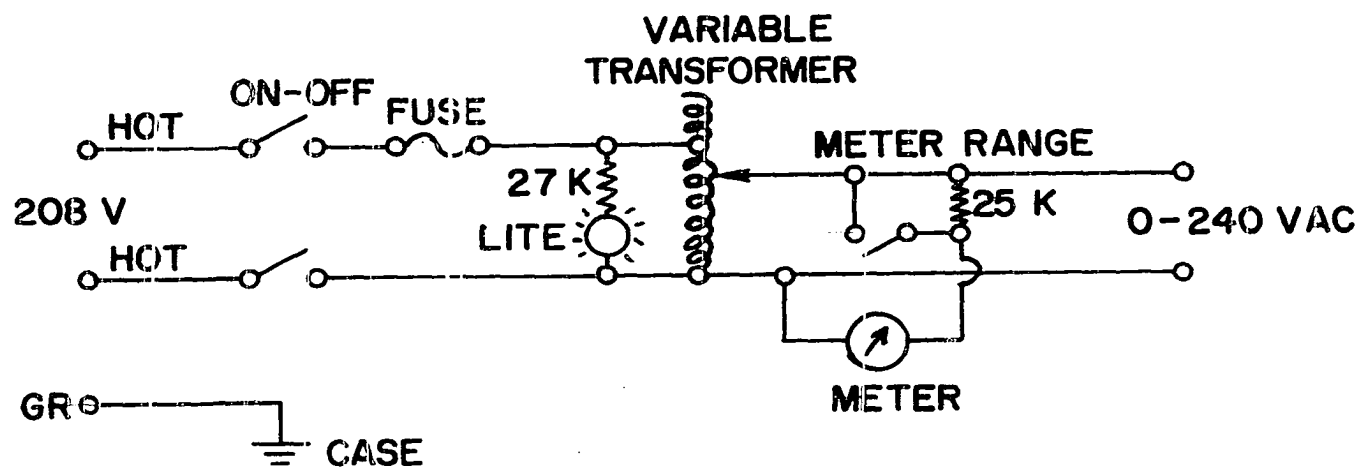 VARIABLE
TRANSFORMER
ON-OFF
FUSE
HOT
METER RANGE
27 K
25 K
208 V
LITE
0-240 VAC
HOT
METER
GR
CASE